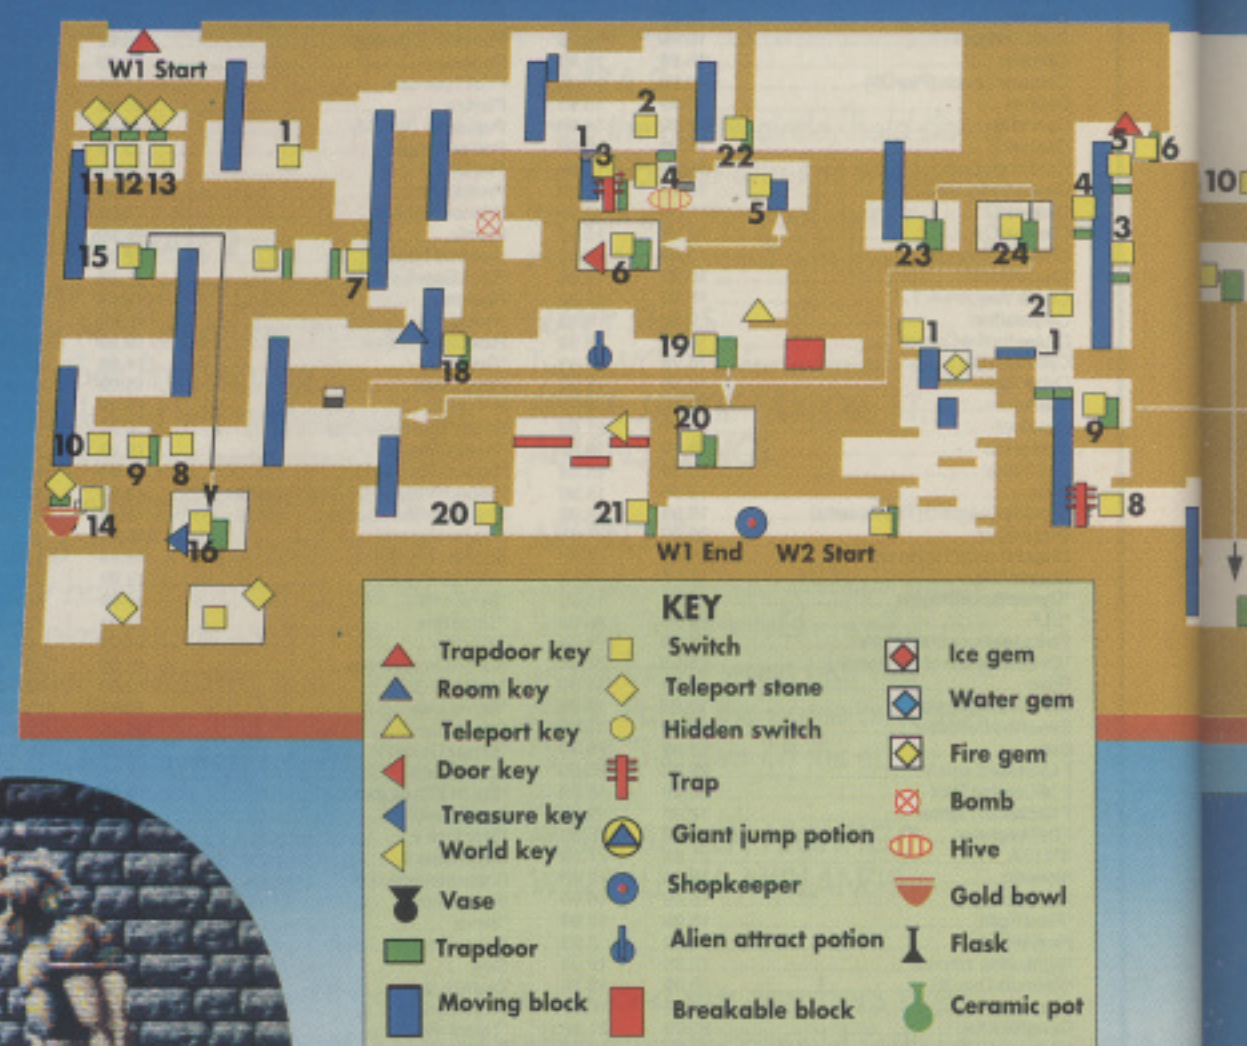 W1 Start
1
2
22
1
3
4
5
5
6
4
3
10
11 12 13
15
7
6
23
24
2
1
1
18
19
20
9
10
9
8
14
16
20
21
8
W1 End
W2 Start
KEY
Trapdoor key
Room key
Teleport key
Door key
Treasure key
World key
Vase
Trapdoor
Moving block
Switch
Teleport stone
Hidden switch
Trap
Giant jump potion
Shopkeeper
Alien attract potion
Breakable block
Ice gem
Water gem
Fire gem
Bomb
Hive
Gold bowl
Flask
Ceramic pot